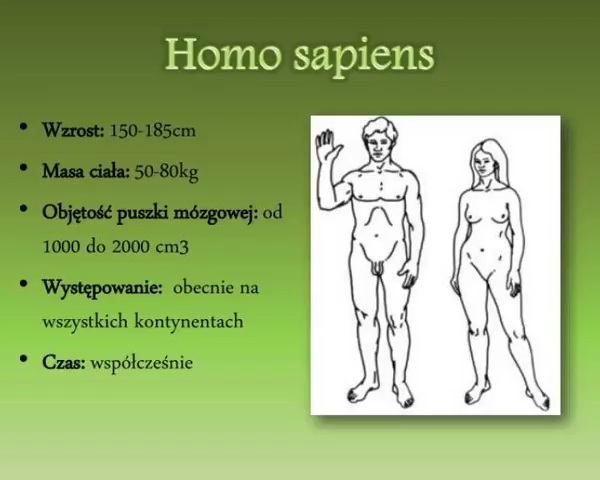 Homo sapiens
• Wzrost: 150-185cm
• Masa ciała: 50-80kg
• Objętość puszki mózgowej: od
1000 do 2000 cm3
• Występowanie: obecnie na
wszystkich kontynentach
• Czas: współcześnie